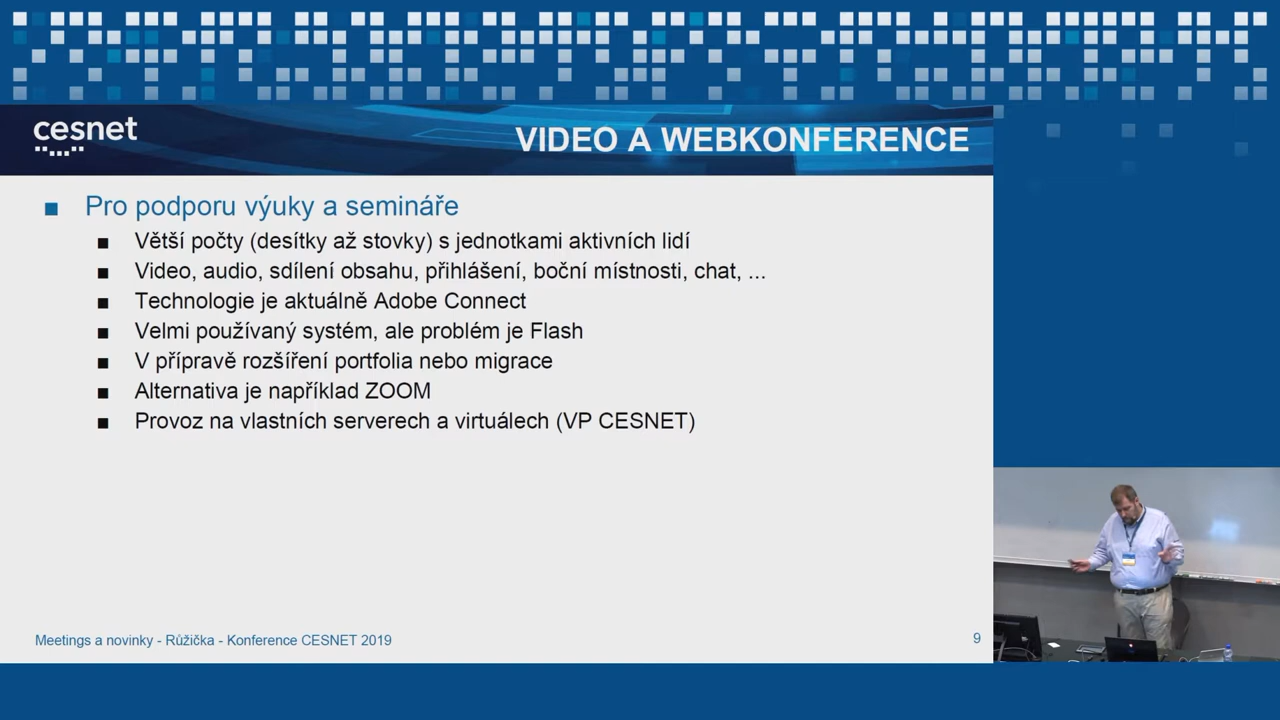 cesnet
VIDEO A WEBKONFERENCE
Pro podporu výuky a semináře
Větší počty (desítky až stovky) s jednotkami aktivních lidí
Video, audio, sdílení obsahu, přihlášení, boční místnosti, chat, ...
Technologie je aktuálně Adobe Connect
Velmi používaný systém, ale problém je Flash
V přípravě rozšíření portfolia nebo migrace
Alternativa je například ZOOM
Provoz na vlastních serverech a virtuálech (VP CESNET)
Meetings a novinky - Růžička - Konference CESNET 2019
9